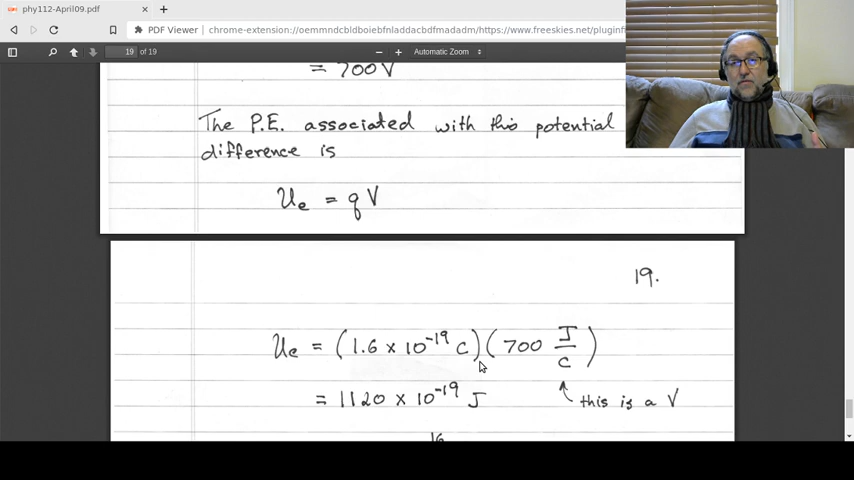 phy112-April09.pdf
PDF Viewer
chrome-extension://oemmndcbldboiebfnladdacbdfmadadm/https://www.freeskies.net/pluginfi
19 of 19
Automatic Zoom
= 700 V
The P.E. associated with this potential
difference is
Ue = qV
19.
Ue = (1.6 x 10-19 C)(700 J/C)
= 1120 x 10-19 J
this is a V